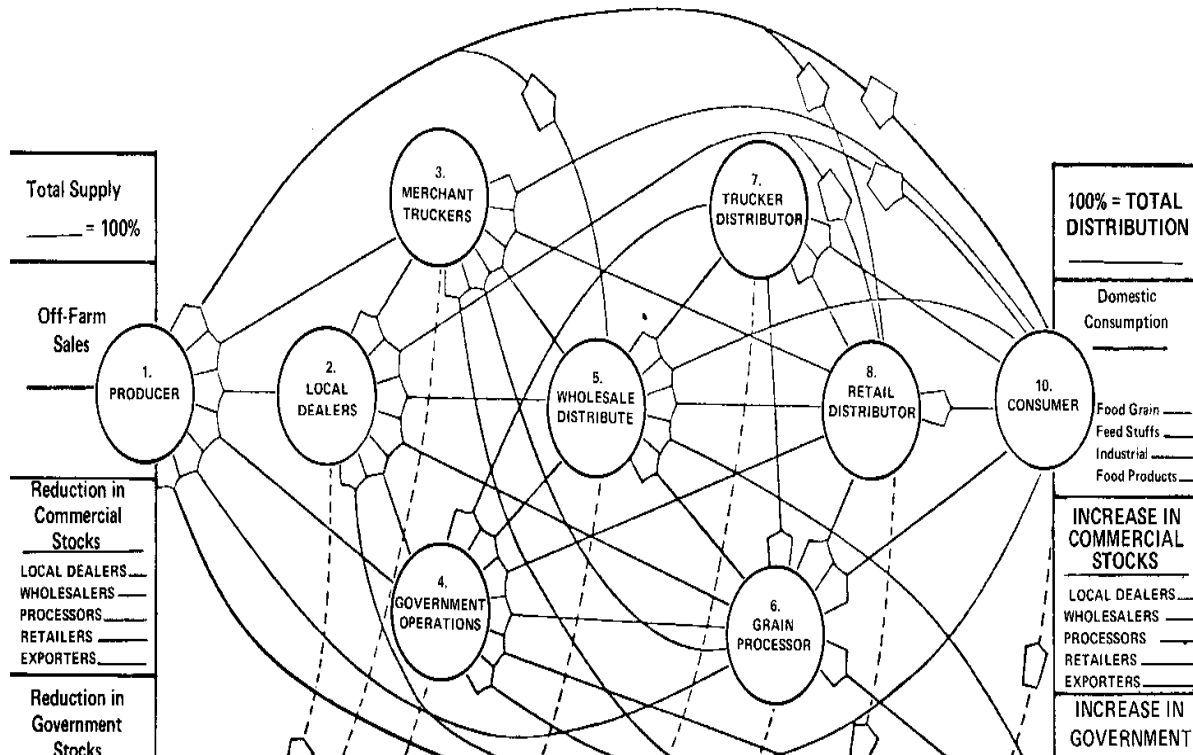 Total Supply
_____ = 100%
Off-Farm
Sales
Reduction in
Commercial
Stocks
LOCAL DEALERS
WHOLESALERS
PROCESSORS
RETAILERS
EXPORTERS
Reduction in
Government
Stocks
1.
PRODUCER
2.
LOCAL
DEALERS
3.
MERCHANT
TRUCKERS
4.
GOVERNMENT
OPERATIONS
5.
WHOLESALE
DISTRIBUTE
6.
GRAIN
PROCESSOR
7.
TRUCKER
DISTRIBUTOR
8.
RETAIL
DISTRIBUTOR
10.
CONSUMER
100% = TOTAL
DISTRIBUTION
Domestic
Consumption
Food Grain
Feed Stuffs
Industrial
Food Products
INCREASE IN
COMMERCIAL
STOCKS
LOCAL DEALERS
WHOLESALERS
PROCESSORS
RETAILERS
EXPORTERS
INCREASE IN
GOVERNMENT